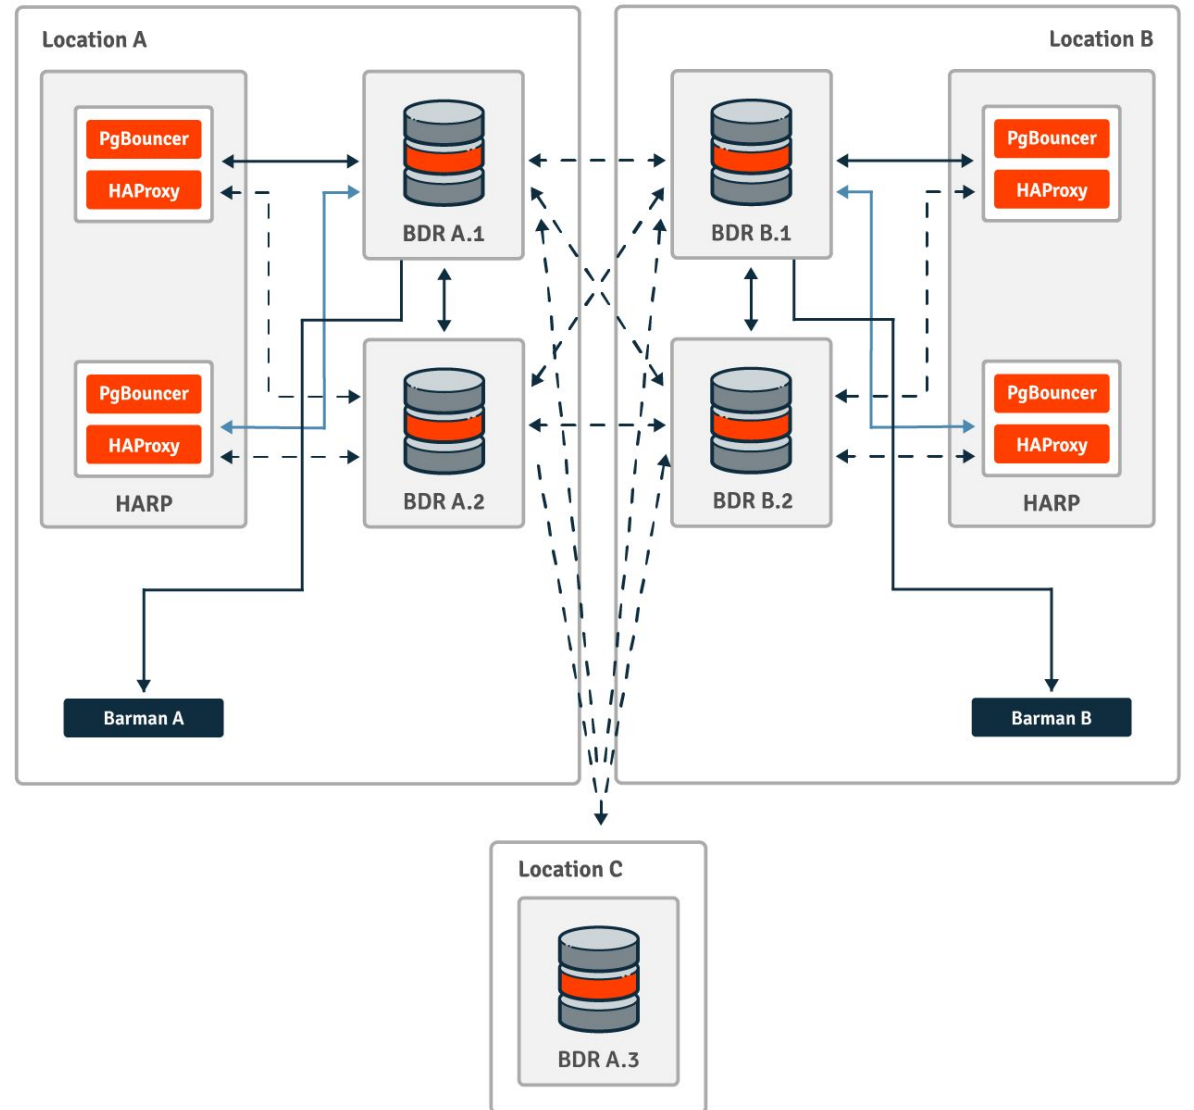 Location A
PgBouncer
HAProxy
PgBouncer
HAProxy
HARP
BDR A.1
BDR A.2
Barman A
Location B
BDR B.1
BDR B.2
PgBouncer
HAProxy
PgBouncer
HAProxy
HARP
Barman B
Location C
BDR A.3